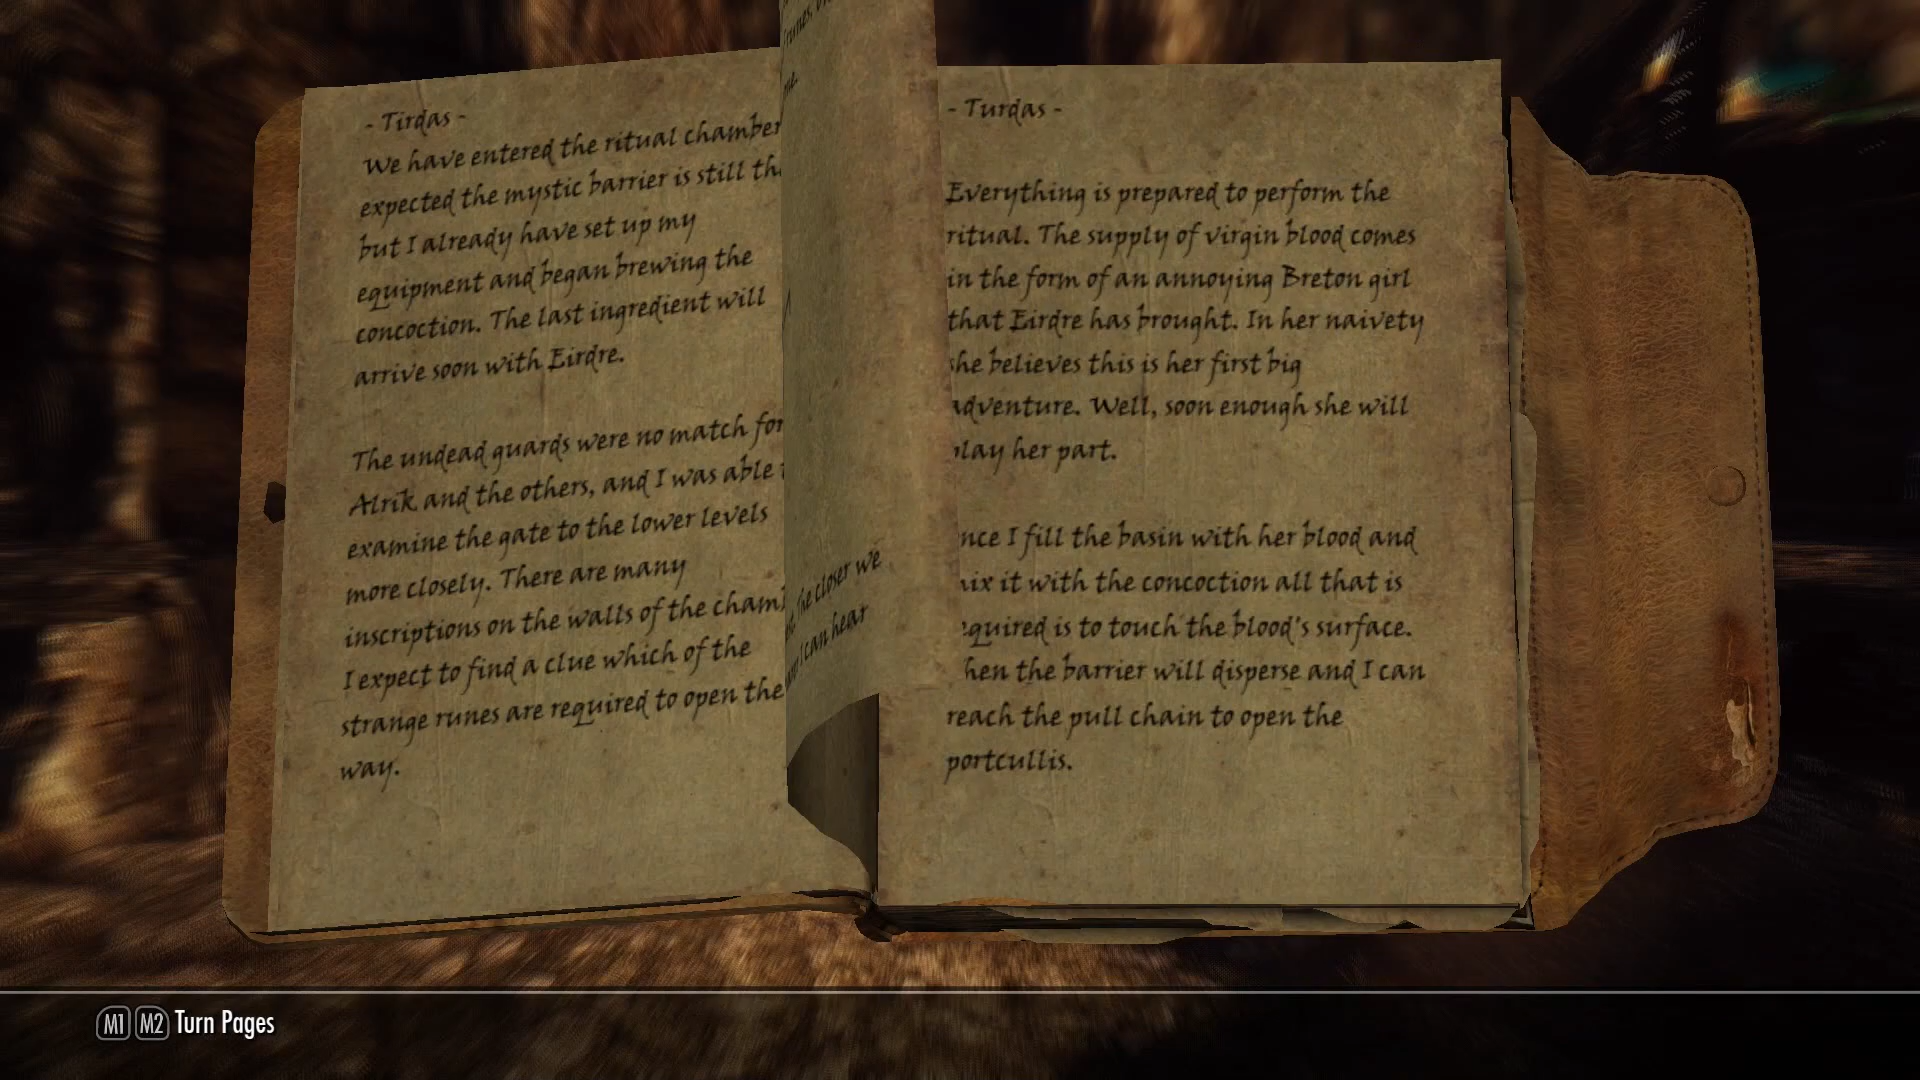 - Tirdas -
We have entered the ritual chamber
expected the mystic barrier is still
but I already have set up my
equipment and began brewing the
concoction. The last ingredient will
arrive soon with Eirdre.
The undead guards were no match for
Alrik and the others, and I was able
examine the gate to the lower levels
more closely. There are many
inscriptions on the walls of the
I expect to find a clue which of the
strange runes are required to open the
way.
the closer we
I can hear
- Turdas -
Everything is prepared to perform the
ritual. The supply of virgin blood comes
in the form of an annoying Breton girl
that Eirdre has brought. In her naivety
she believes this is her first big
adventure. Well, soon enough she will
play her part.
I fill the basin with her blood and
it with the concoction all that is
is to touch the blood's surface.
the barrier will disperse and I can
reach the pull chain to open the
portcullis.
M1 M2 Turn Pages